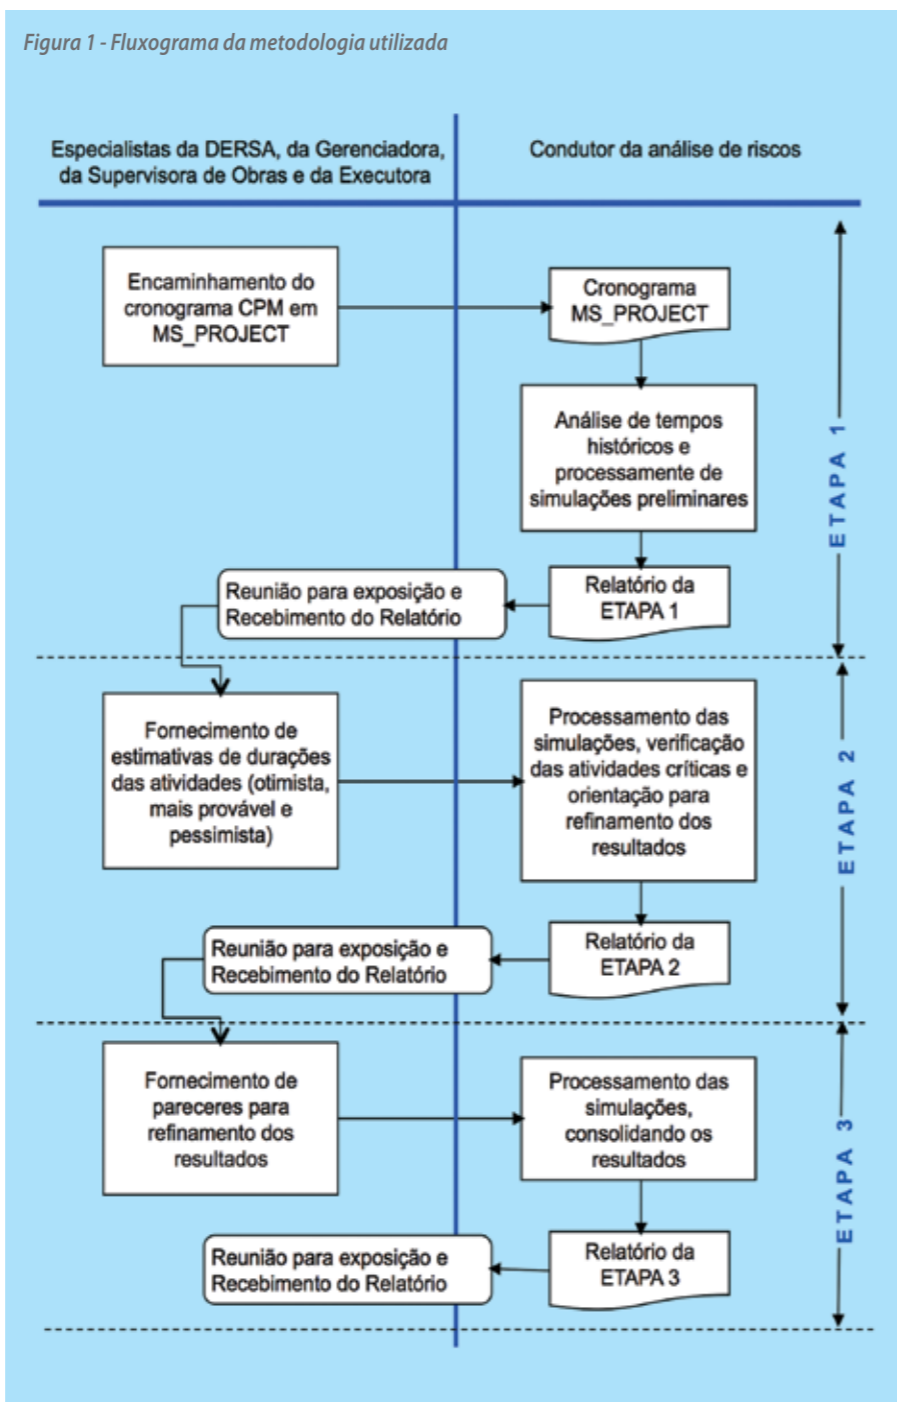 Figura 1 - Fluxograma da metodologia utilizada
Especialistas da DERSA, da Gerenciadora,
da Supervisora de Obras e da Executora
Condutor da análise de riscos
Encaminhamento do
cronograma CPM em
MS_PROJECT
Cronograma
MS_PROJECT
Análise de tempos
históricos e
processamente de
simulações preliminares
Relatório da
ETAPA 1
Reunião para exposição e
Recebimento do Relatório
ETAPA 1
Fornecimento de
estimativas de durações
das atividades (otimista,
mais provável e
pessimista)
Processamento das
simulações, verificação
das atividades críticas e
orientação para
refinamento dos
resultados
Relatório da
ETAPA 2
Reunião para exposição e
Recebimento do Relatório
ETAPA 2
Fornecimento de
pareceres para
refinamento dos
resultados
Processamento das
simulações,
consolidando os
resultados
Relatório da
ETAPA 3
Reunião para exposição e
Recebimento do Relatório
ETAPA 3